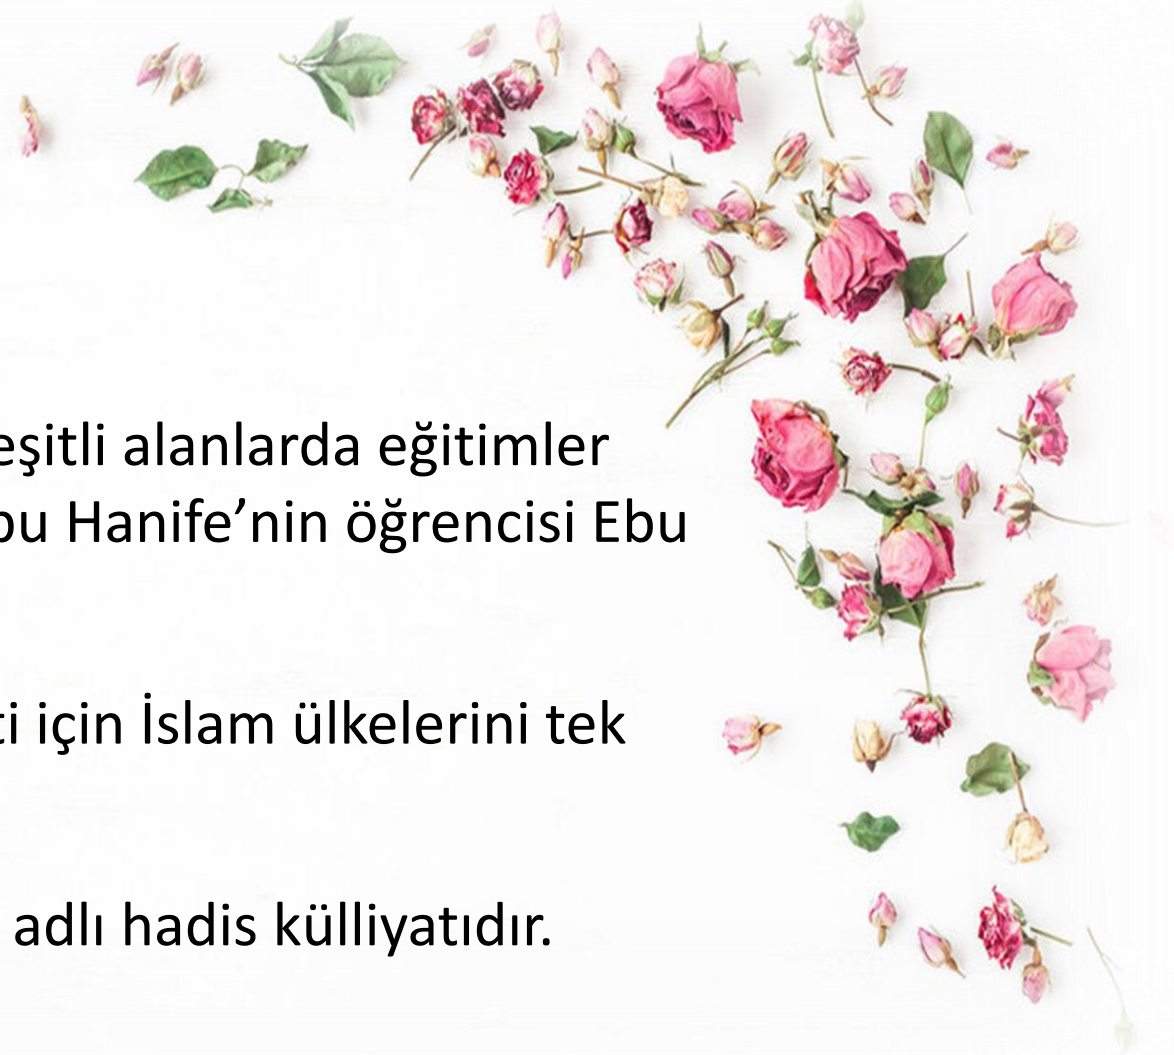 eşitli alanlarda eğitimler
bu Hanife’nin öğrencisi Ebu
ti için İslam ülkelerini tek
adlı hadis külliyatıdır.